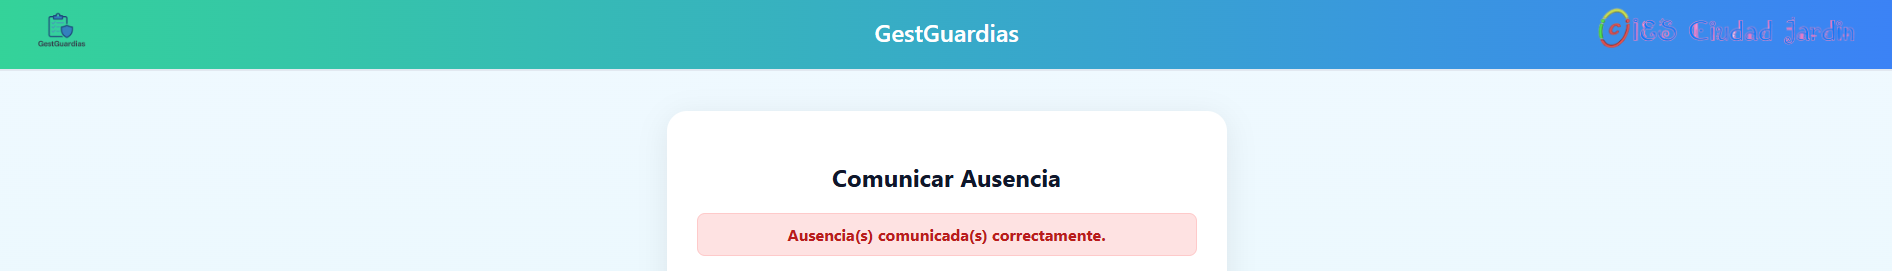 GestGuardias
GestGuardias
IES Ciudad Jardín
Comunicar Ausencia
Ausencia(s) comunicada(s) correctamente.